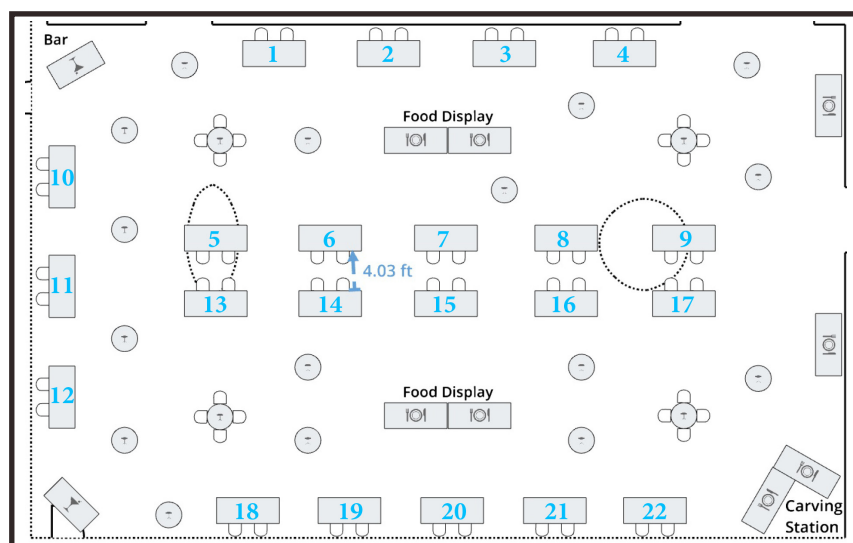 Bar
1 2 3 4
Food Display
10
5 6 7 8 9
4.03 ft
11
13 14 15 16 17
12
Food Display
18 19 20 21 22
Carving
Station